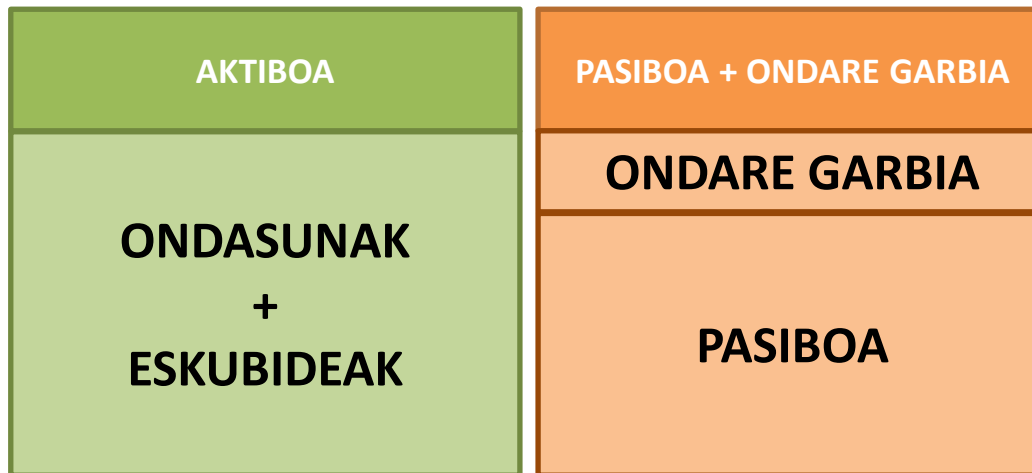 AKTIBOA
ONDASUNAK
+
ESKUBIDEAK
PASIBOA + ONDARE GARBIA
ONDARE GARBIA
PASIBOA